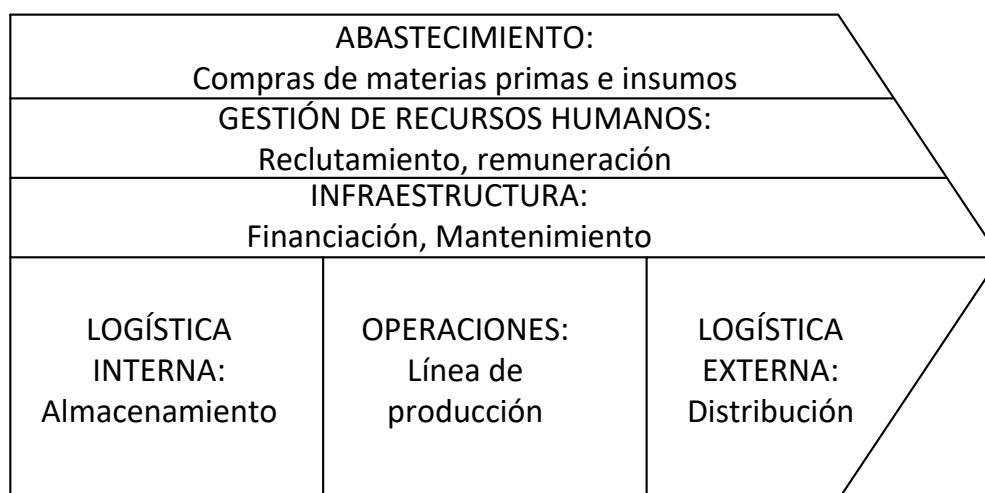 ABASTECIMIENTO:
Compras de materias primas e insumos
GESTIÓN DE RECURSOS HUMANOS:
Reclutamiento, remuneración
INFRAESTRUCTURA:
Financiación, Mantenimiento
LOGÍSTICA
INTERNA:
Almacenamiento
OPERACIONES:
Línea de
producción
LOGÍSTICA
EXTERNA:
Distribución